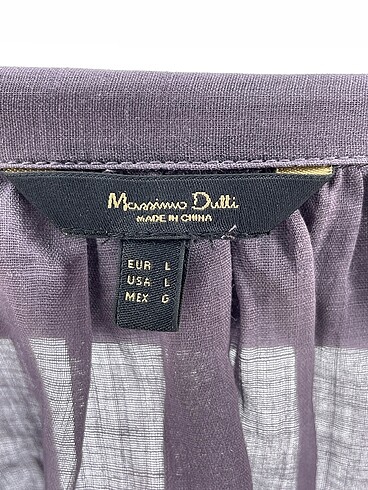 Massimo Dutti
MADE IN CHINA
EUR L
USA L
MEX G